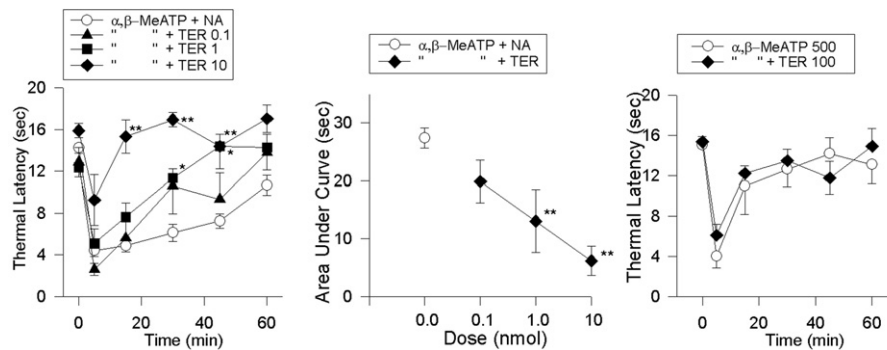 α,β-MeATP + NA
" " + TER 0.1
" " + TER 1
" " + TER 10
Thermal Latency (sec)
20
16
12
8
4
0
** ** ** * *
0 20 40 60
Time (min)
α,β-MeATP + NA
" " + TER
Area Under Curve (sec)
30
20
10
0
**
**
0.0 0.1 1.0 10
Dose (nmol)
α,β-MeATP 500
" " + TER 100
Thermal Latency (sec)
20
16
12
8
4
0
0 20 40 60
Time (min)